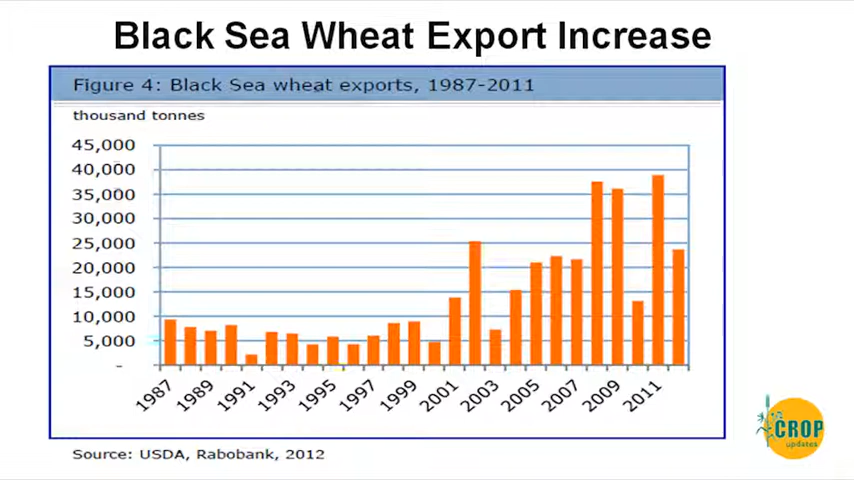 Black Sea Wheat Export Increase
Figure 4: Black Sea wheat exports, 1987-2011
thousand tonnes
45,000
40,000
35,000
30,000
25,000
20,000
15,000
10,000
5,000
-
1987 1989 1991 1993 1995 1997 1999 2001 2003 2005 2007 2009 2011
CROP
updates
Source: USDA, Rabobank, 2012